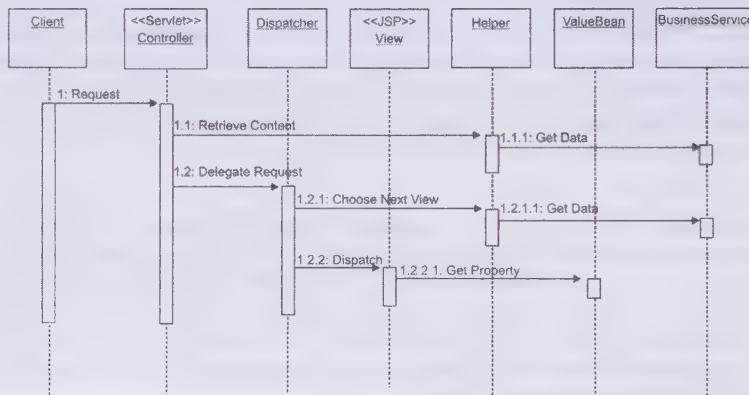 Client
<<Servlet>>
Controller
Dispatcher
<<JSP>>
View
Helper
ValueBean
BusinessService
1: Request
1.1: Retrieve Content
1.1.1: Get Data
1.2: Delegate Request
1.2.1: Choose Next View
1.2.1.1: Get Data
1.2.2: Dispatch
1.2.2 1. Get Property